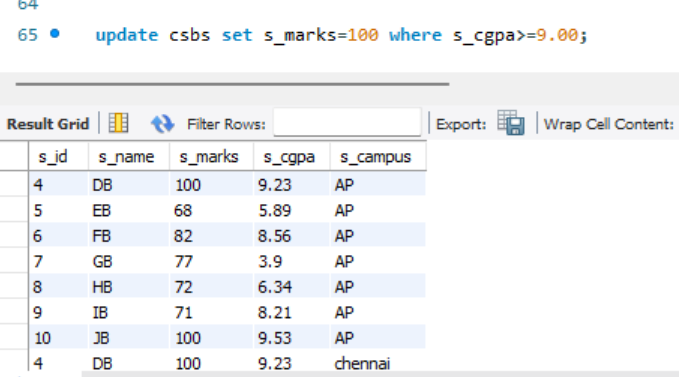 64
65 update csbs set s_marks=100 where s_cgpa>=9.00;
Result Grid Filter Rows: Export: Wrap Cell Content:
s_id s_name s_marks s_cgpa s_campus
4 DB 100 9.23 AP
5 EB 68 5.89 AP
6 FB 82 8.56 AP
7 GB 77 3.9 AP
8 HB 72 6.34 AP
9 IB 71 8.21 AP
10 JB 100 9.53 AP
4 DB 100 9.23 chennai